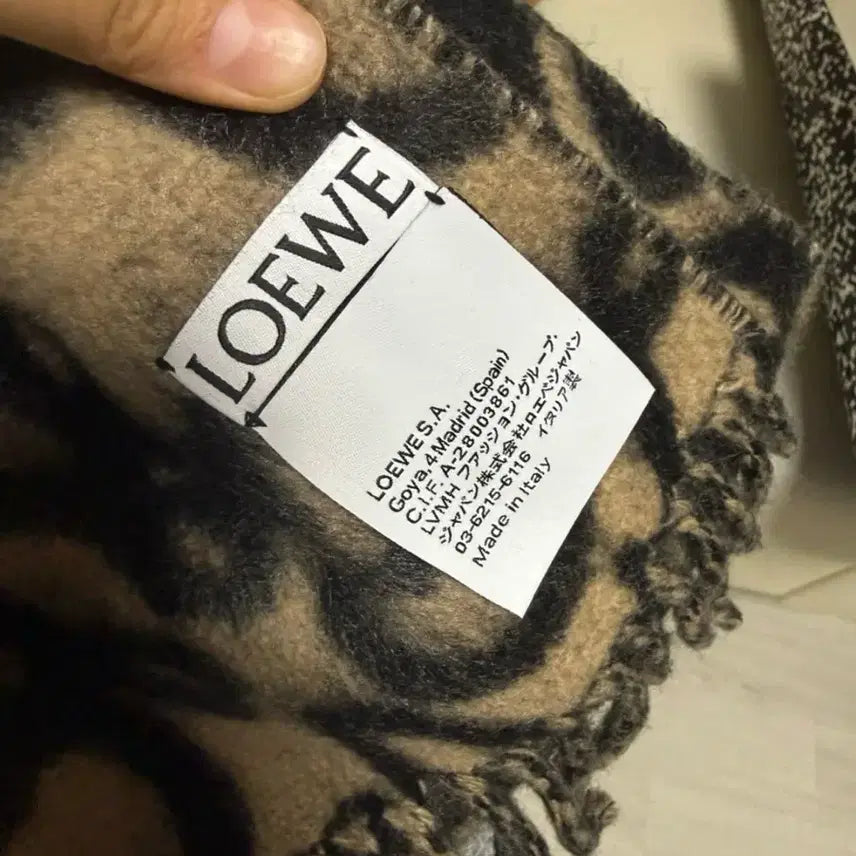 LOEWE
LOEWE S.A.
Goya, 4 Madrid (Spain)
C.I.F. A-28003861
LVMH ファッション・グループ・
ジャパン株式会社ロエベジャパン
03-6215-6116 イタリア製
Made in Italy